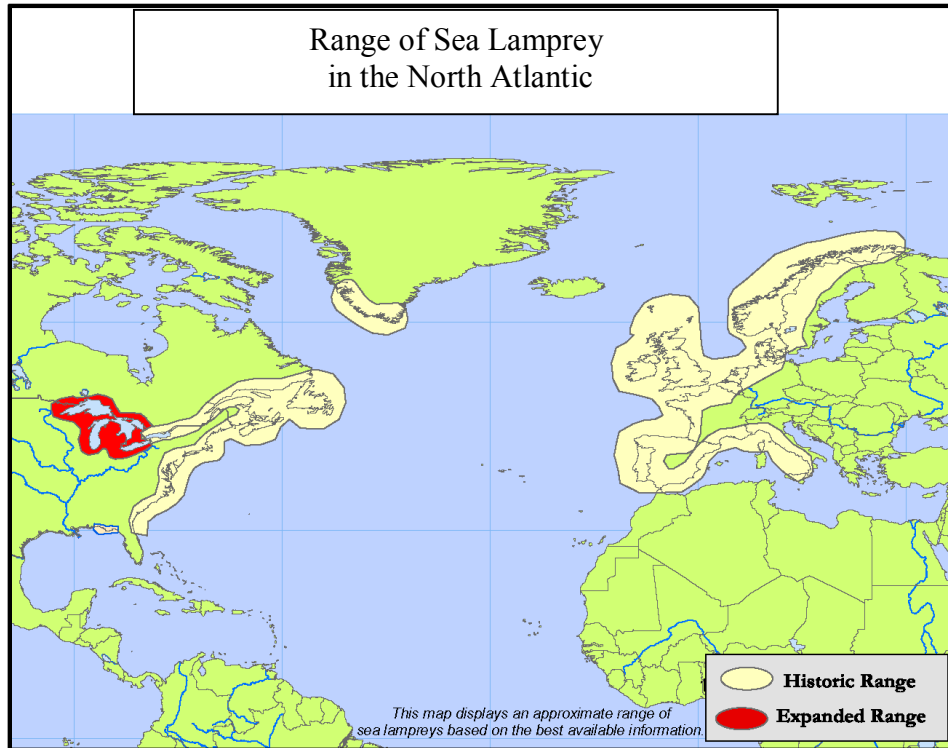 Range of Sea Lamprey
in the North Atlantic
Historic Range
Expanded Range
This map displays an approximate range of
sea lampreys based on the best available information.